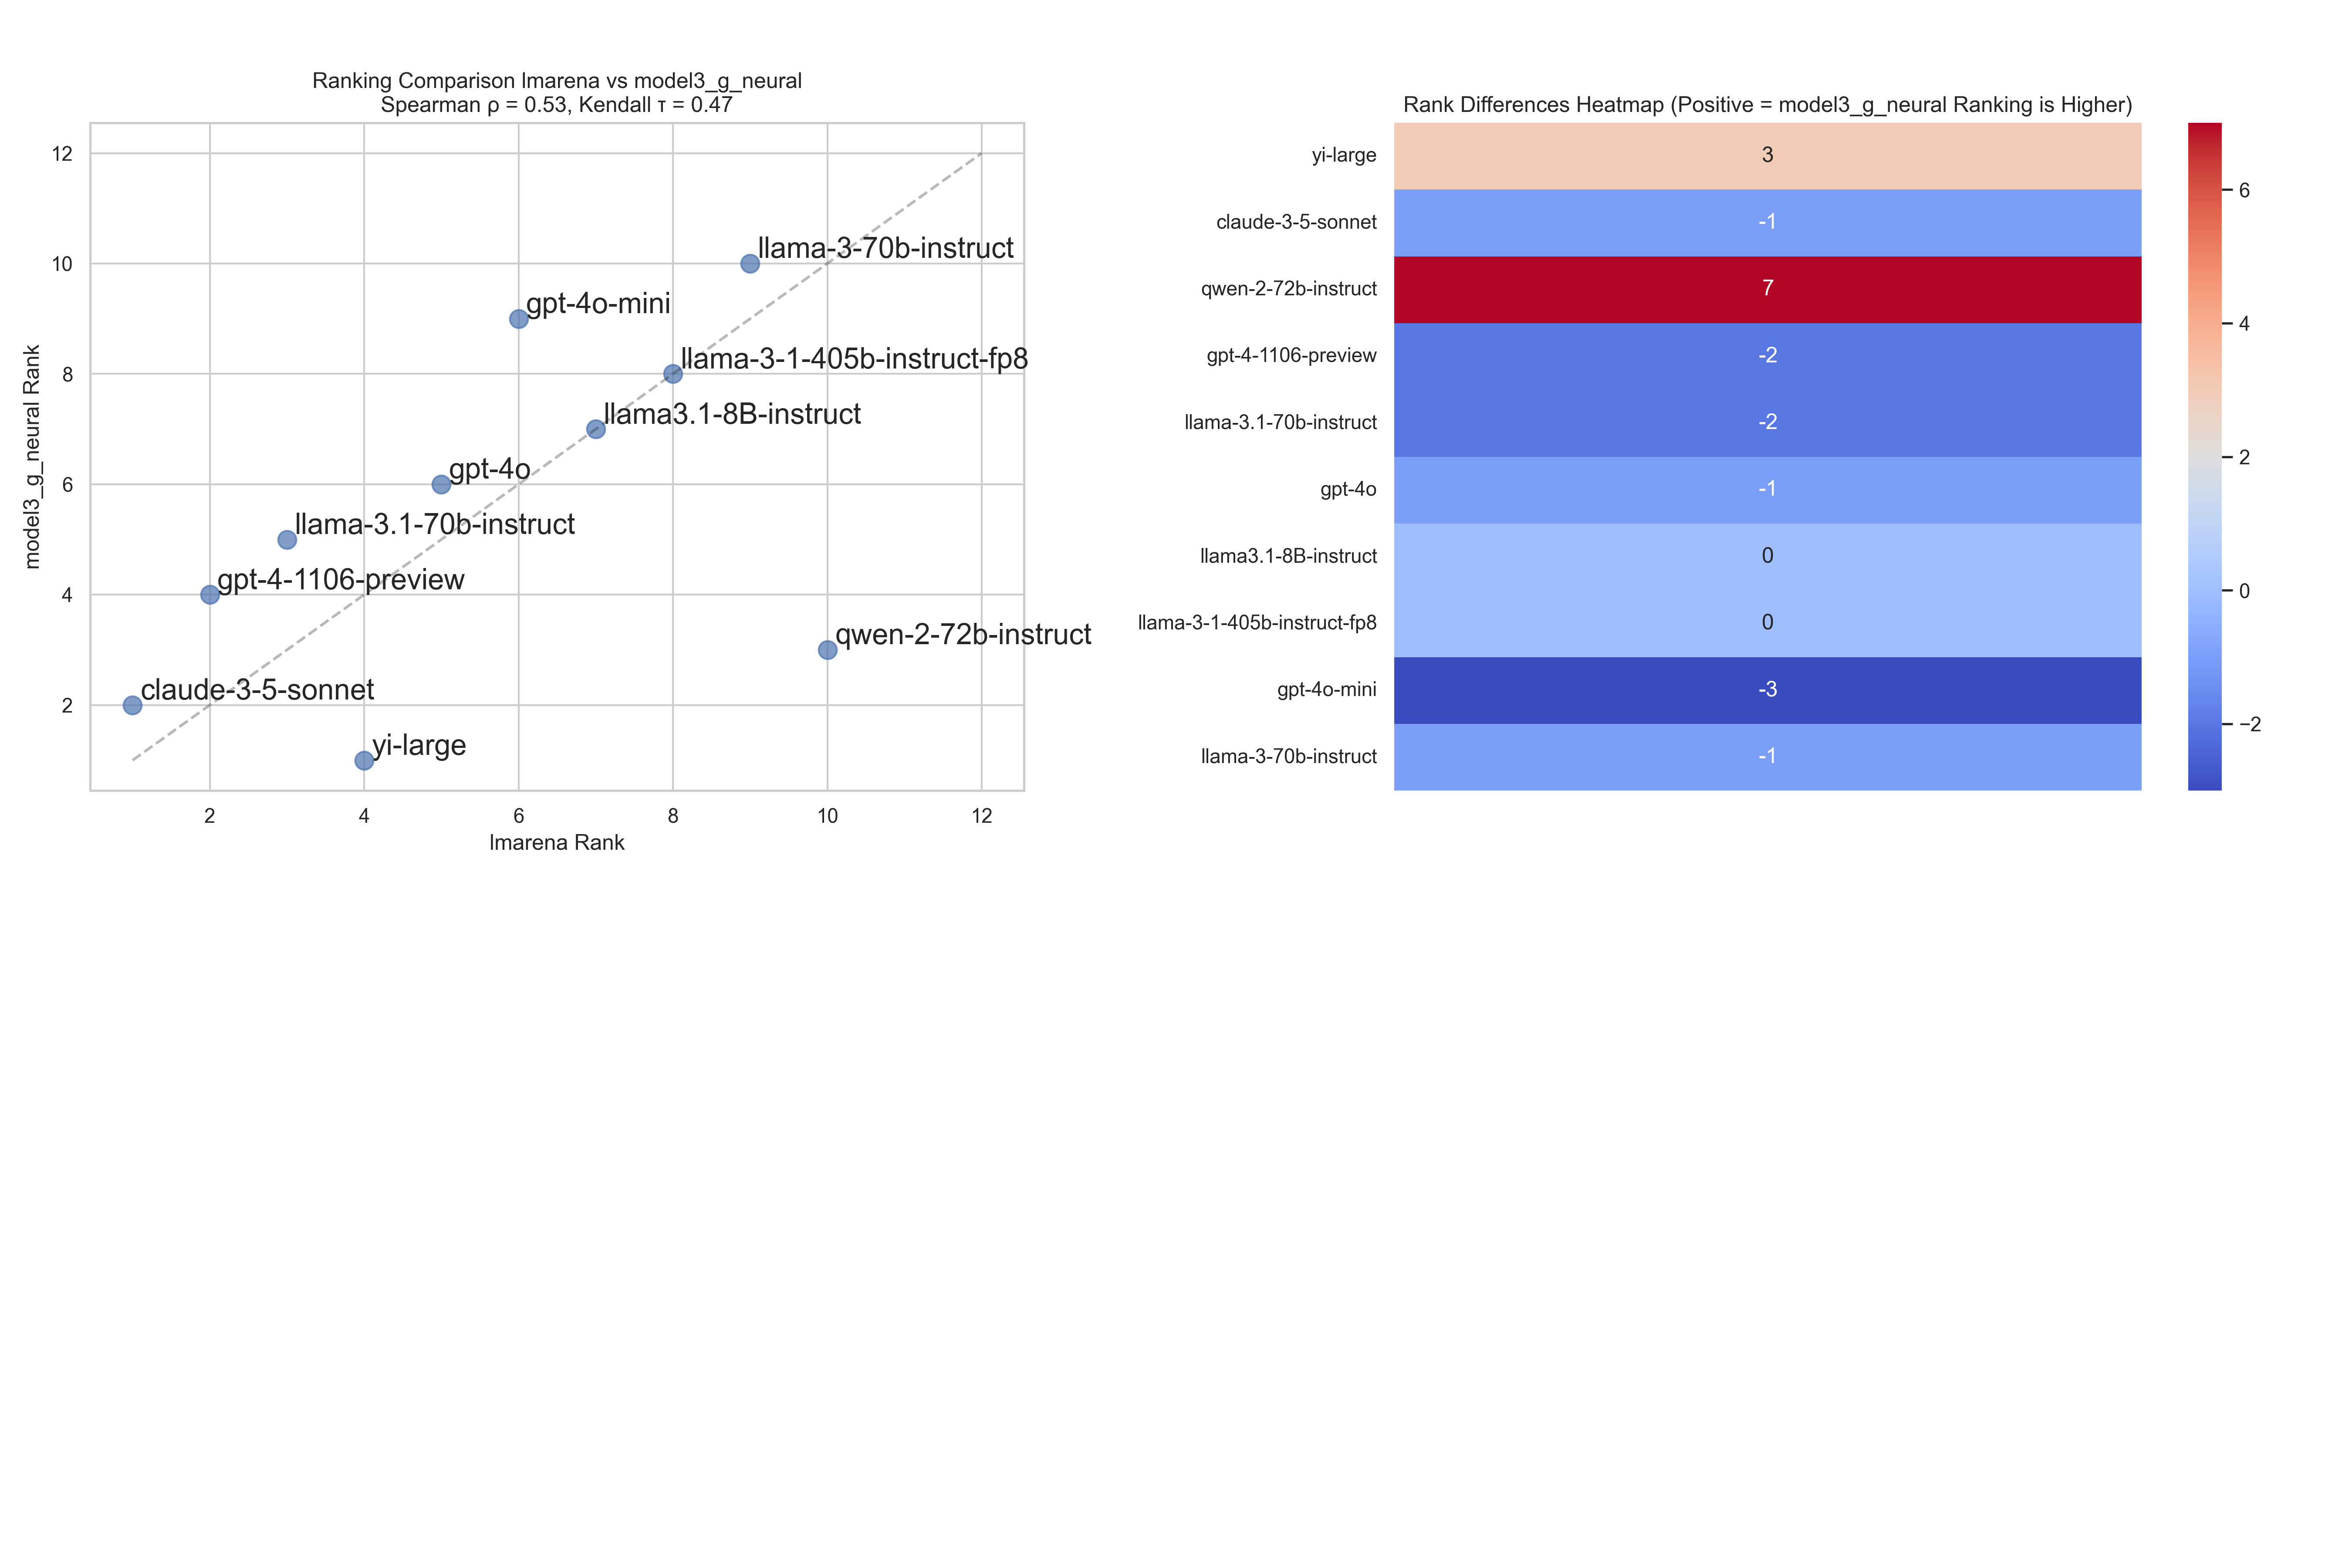 Ranking Comparison lmarena vs model3_g_neural
Spearman ρ = 0.53, Kendall τ = 0.47
model3_g_neural Rank
12
10
8
6
4
2
llama-3-70b-instruct
gpt-4o-mini
llama-3-1-405b-instruct-fp8
llama3.1-8B-instruct
gpt-4o
llama-3.1-70b-instruct
gpt-4-1106-preview
qwen-2-72b-instruct
claude-3-5-sonnet
yi-large
2 4 6 8 10 12
lmarena Rank
Rank Differences Heatmap (Positive = model3_g_neural Ranking is Higher)
yi-large 3
claude-3-5-sonnet -1
qwen-2-72b-instruct 7
gpt-4-1106-preview -2
llama-3.1-70b-instruct -2
gpt-4o -1
llama3.1-8B-instruct 0
llama-3-1-405b-instruct-fp8 0
gpt-4o-mini -3
llama-3-70b-instruct -1
6
4
2
0
−2